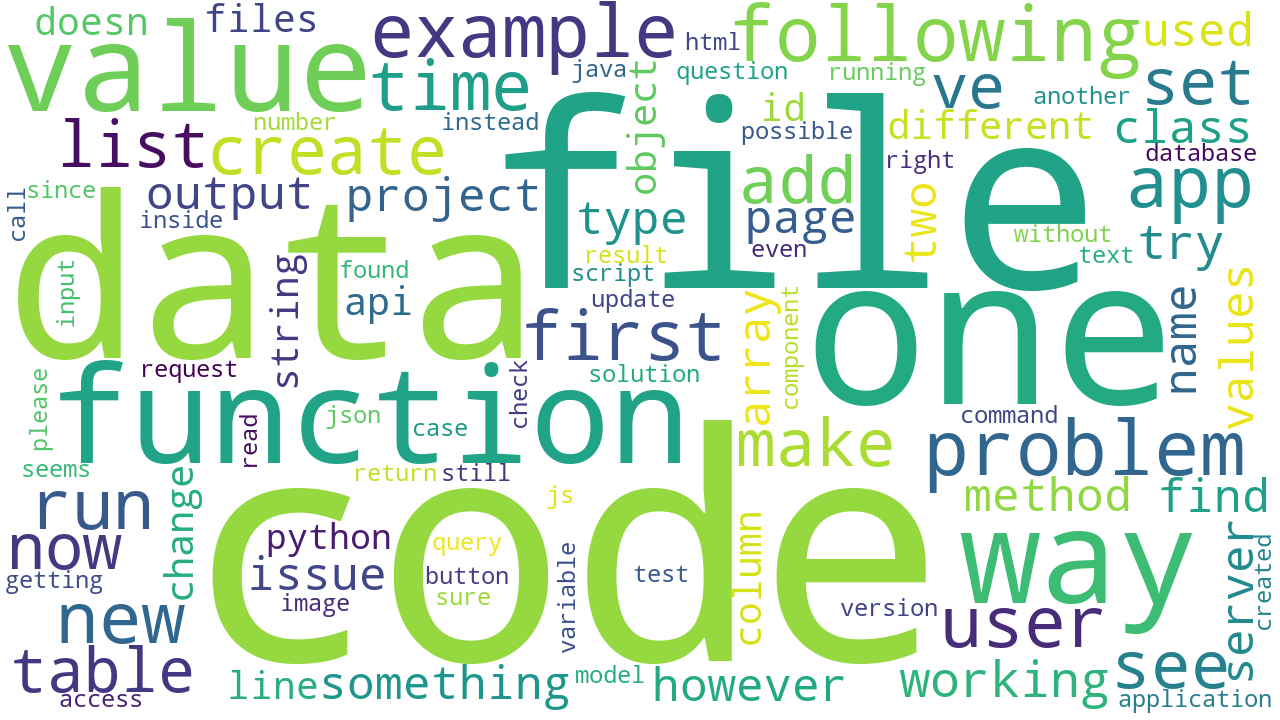 doesn
files
example
html
following
used
value
time
java
question
running
ve
another
set
list
number
create
instead
object
id
possible
different
class
right
database
since
call
output
inside
project
file
type
add
page
two
app
without
try
text
data
input
string
found
api
result
script
update
even
first
array
component
one
name
values
request
function
json
case
check
solution
command
please
seems
change
read
return
still
make
problem
method
find
run
now
getting
python
issue
image
query
button
sure
code
js
variable
test
column
version
way
user
server
created
new
table
access
line
something
model
however
working
see
application